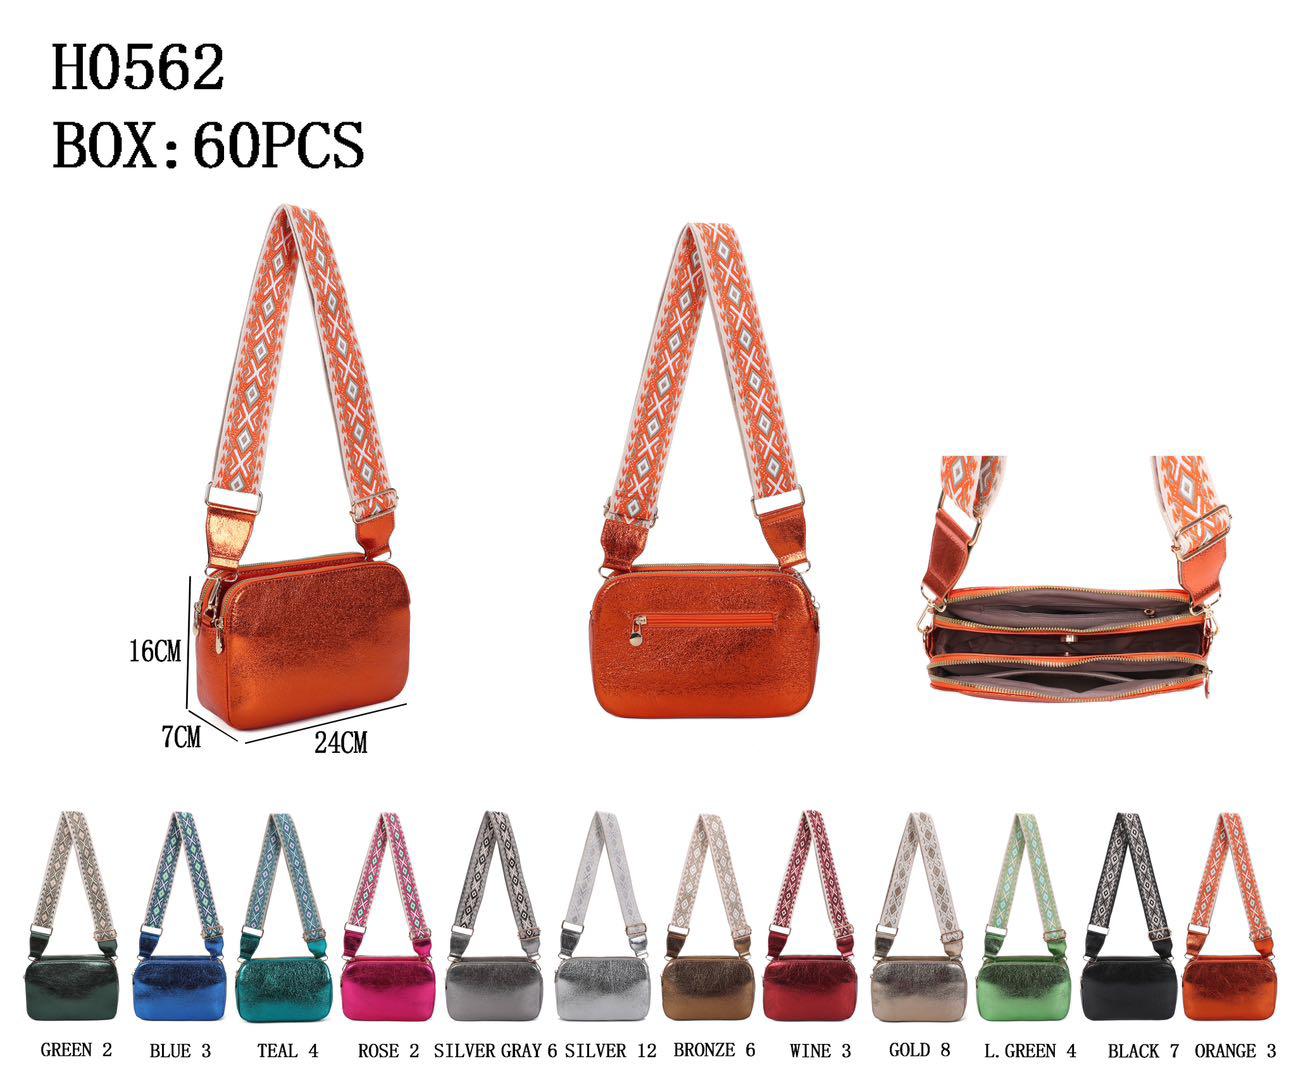 H0562
BOX:60PCS
16CM
7CM
24CM
GREEN 2
BLUE 3
TEAL 4
ROSE 2
SILVER GRAY 6
SILVER 12
BRONZE 6
WINE 3
GOLD 8
L.GREEN 4
BLACK 7
ORANGE 3